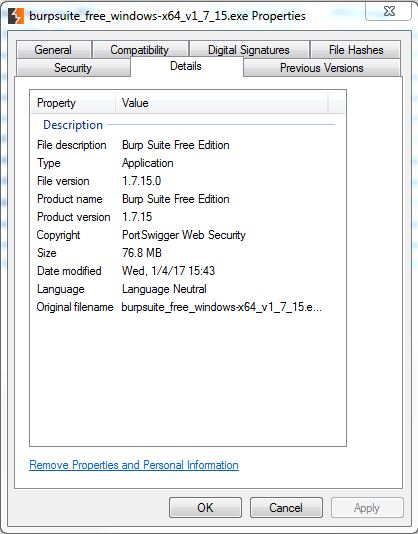 burpsuite_free_windows-x64_v1_7_15.exe Properties
General Compatibility Digital Signatures File Hashes
Security Details Previous Versions
Property Value
Description
File description Burp Suite Free Edition
Type Application
File version 1.7.15.0
Product name Burp Suite Free Edition
Product version 1.7.15
Copyright PortSwigger Web Security
Size 76.8 MB
Date modified Wed, 1/4/17 15:43
Language Language Neutral
Original filename burpsuite_free_windows-x64_v1_7_15.e...
Remove Properties and Personal Information
OK Cancel Apply